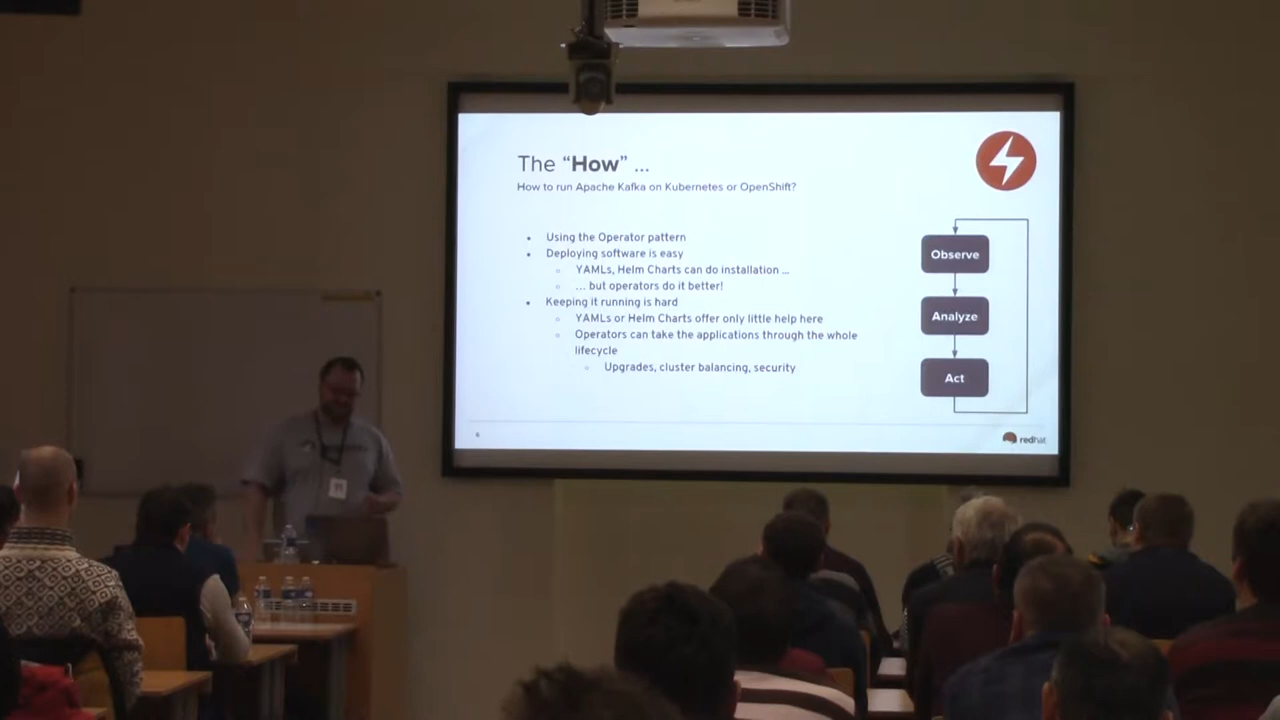 The “How” ...
How to run Apache Kafka on Kubernetes or OpenShift?
Using the Operator pattern
Deploying software is easy
YAMLs, Helm Charts can do installation ...
... but operators do it better!
Keeping it running is hard
YAMLs or Helm Charts offer only little help here
Operators can take the applications through the whole
lifecycle
Upgrades, cluster balancing, security
Observe
Analyze
Act
6
redhat